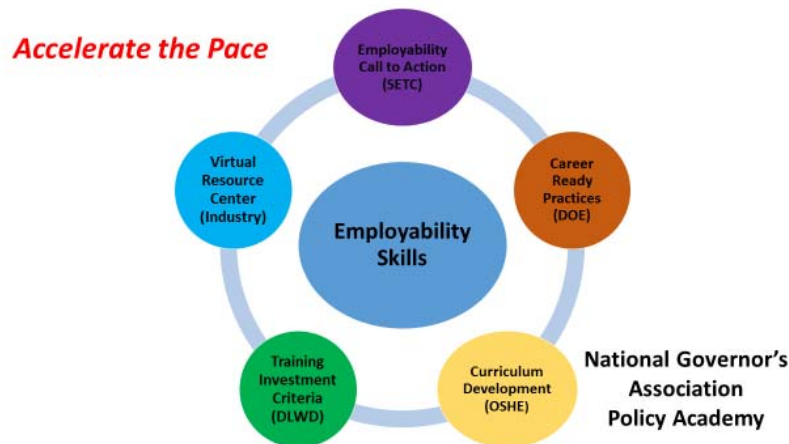 Accelerate the Pace
Employability
Call to Action
(SETC)
Virtual
Resource
Center
(Industry)
Career
Ready
Practices
(DOE)
Employability
Skills
Training
Investment
Criteria
(DLWD)
Curriculum
Development
(OSHE)
National Governor’s
Association
Policy Academy